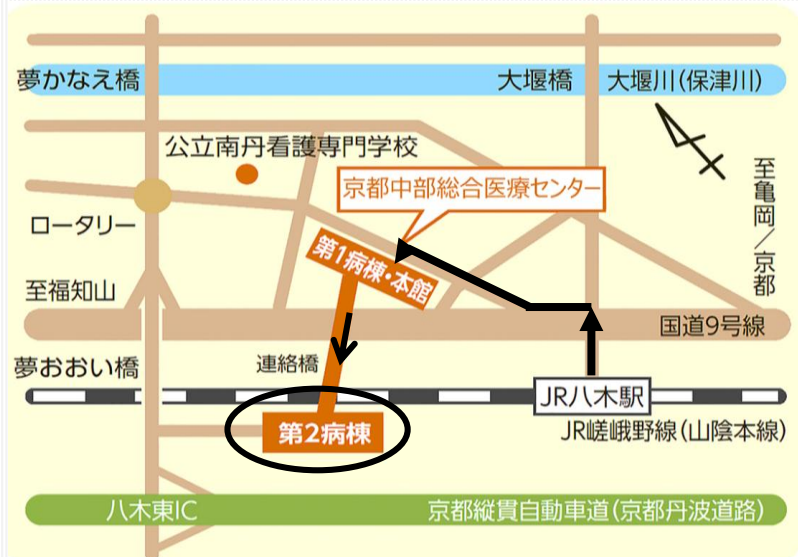 夢かなえ橋
大堰橋
大堰川(保津川)
公立南丹看護専門学校
京都中部総合医療センター
至亀岡/京都
ロータリー
第1病棟・本館
至福知山
国道9号線
夢おおい橋
連絡橋
JR八木駅
第2病棟
JR嵯峨野線(山陰本線)
八木東IC
京都縦貫自動車道(京都丹波道路)